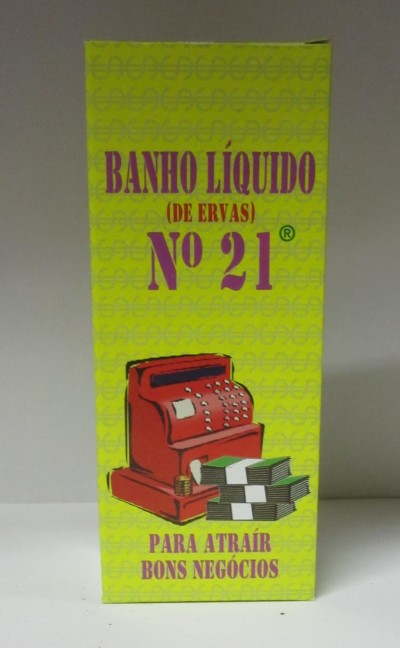 BANHO LÍQUIDO
(DE ERVAS)
Nº 21®
PARA ATRAÍR
BONS NEGÓCIOS